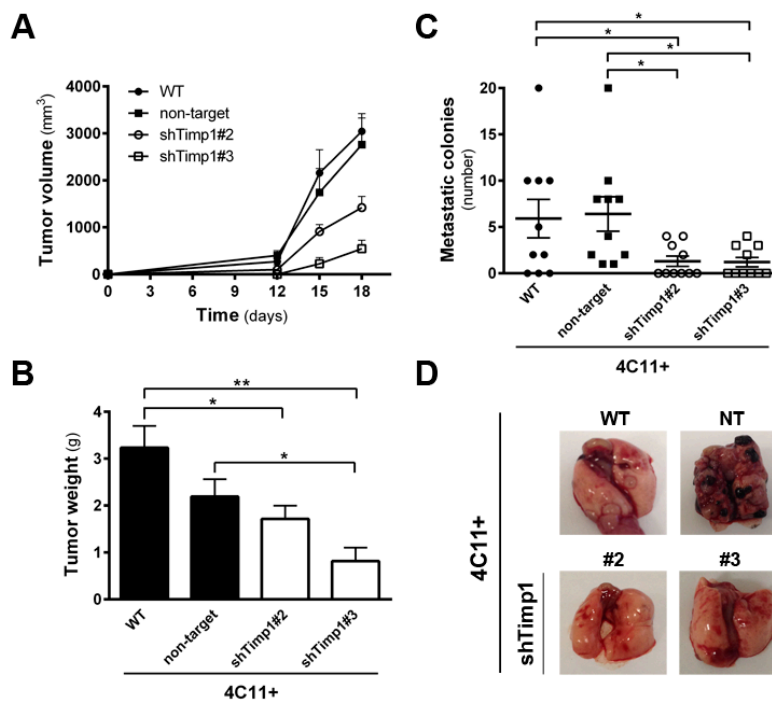 A
Tumor volume (mm³)
4000
3000
2000
1000
0
WT
non-target
shTimp1#2
shTimp1#3
0 3 6 9 12 15 18
Time (days)
B
Tumor weight (g)
4
3
2
1
0
**
*
*
WT
non-target
shTimp1#2
shTimp1#3
4C11+
C
*
*
*
*
Metastatic colonies
(number)
20
15
10
5
0
WT
non-target
shTimp1#2
shTimp1#3
4C11+
D
4C11+
WT NT
shTimp1
#2 #3